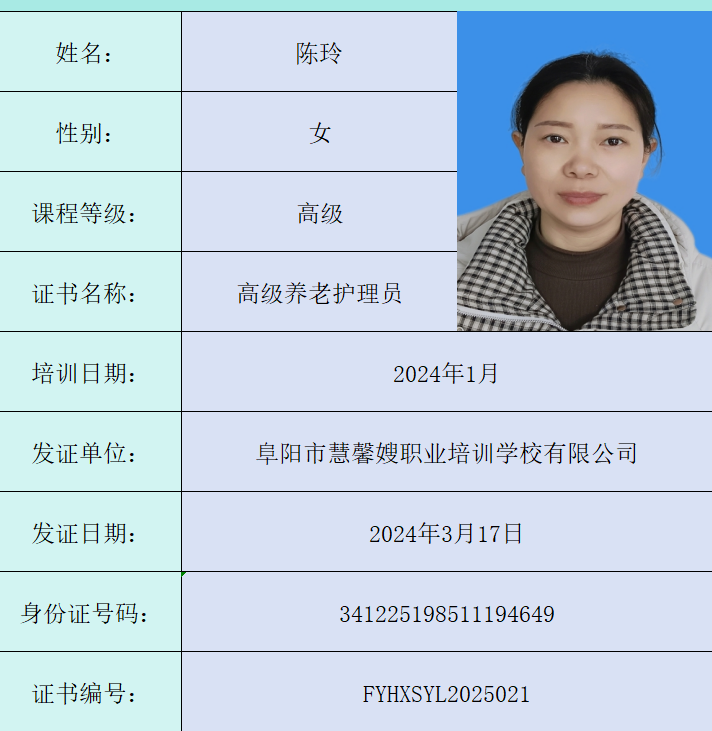 姓名： 陈玲
性别： 女
课程等级： 高级
证书名称： 高级养老护理员
培训日期： 2024年1月
发证单位： 阜阳市慧馨嫂职业培训学校有限公司
发证日期： 2024年3月17日
身份证号码： 341225198511194649
证书编号： FYHXSYL2025021